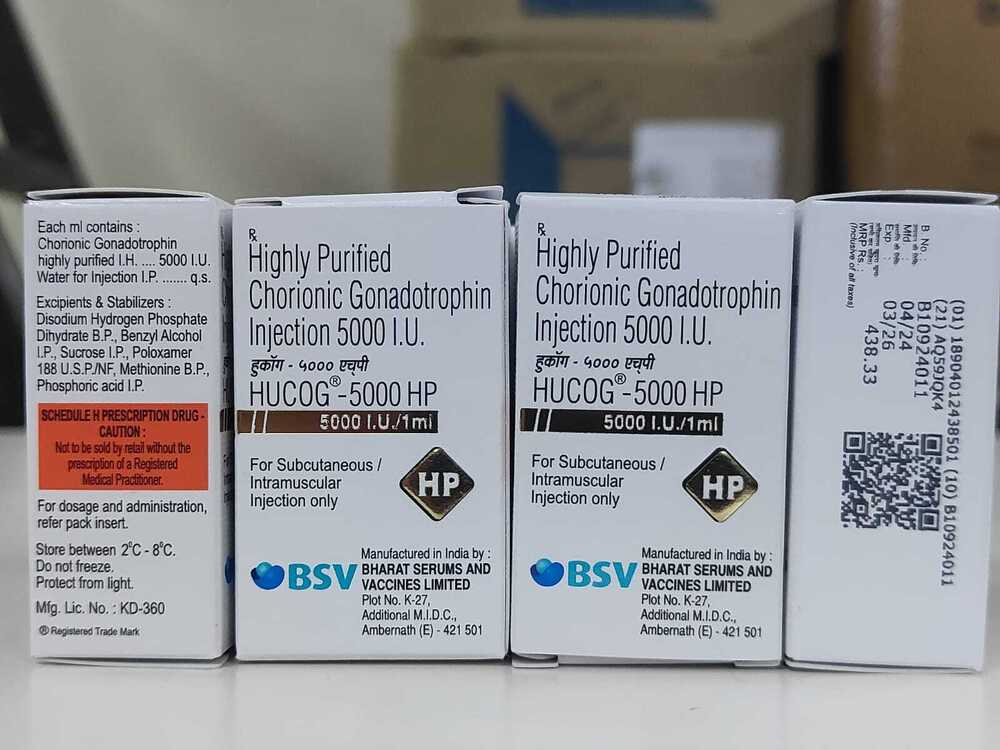 Each ml contains :
Chorionic Gonadotrophin
highly purified I.H. .... 5000 I.U.
Water for Injection I.P. ....... q.s.
Excipients & Stabilizers :
Disodium Hydrogen Phosphate
Dihydrate B.P., Benzyl Alcohol
I.P., Sucrose I.P., Poloxamer
188 U.S.P./NF, Methionine B.P.,
Phosphoric acid I.P.
SCHEDULE H PRESCRIPTION DRUG -
CAUTION :
Not to be sold by retail without the
prescription of a Registered
Medical Practitioner.
For dosage and administration,
refer pack insert.
Store between 2°C - 8°C.
Do not freeze.
Protect from light.
Mfg. Lic. No. : KD-360
® Registered Trade Mark
℞
Highly Purified
Chorionic Gonadotrophin
Injection 5000 I.U.
हुकॉग - ५००० एचपी
HUCOG®-5000 HP
5000 I.U./1ml
For Subcutaneous /
Intramuscular
Injection only
HP
BSV
Manufactured in India by :
BHARAT SERUMS AND
VACCINES LIMITED
Plot No. K-27,
Additional M.I.D.C.,
Ambernath (E) - 421 501
℞
Highly Purified
Chorionic Gonadotrophin
Injection 5000 I.U.
हुकॉग - ५००० एचपी
HUCOG®-5000 HP
5000 I.U./1ml
For Subcutaneous /
Intramuscular
Injection only
HP
BSV
Manufactured in India by :
BHARAT SERUMS AND
VACCINES LIMITED
Plot No. K-27,
Additional M.I.D.C.,
Ambernath (E) - 421 501
(01) 18904012438501 (10) B10924011
(21) AQ59JQK4
B. No. : B10924011
Mfd : 04/24
Exp : 03/26
MRP Rs. : 438.33
(Inclusive of all taxes)